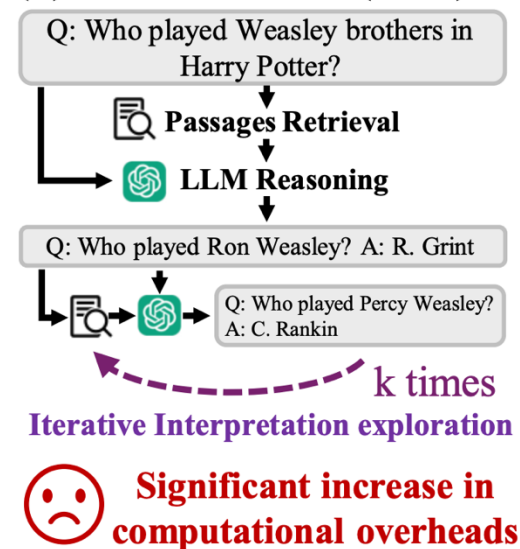 Q: Who played Weasley brothers in
Harry Potter?
Passages Retrieval
LLM Reasoning
Q: Who played Ron Weasley? A: R. Grint
Q: Who played Percy Weasley?
A: C. Rankin
k times
Iterative Interpretation exploration
Significant increase in
computational overheads